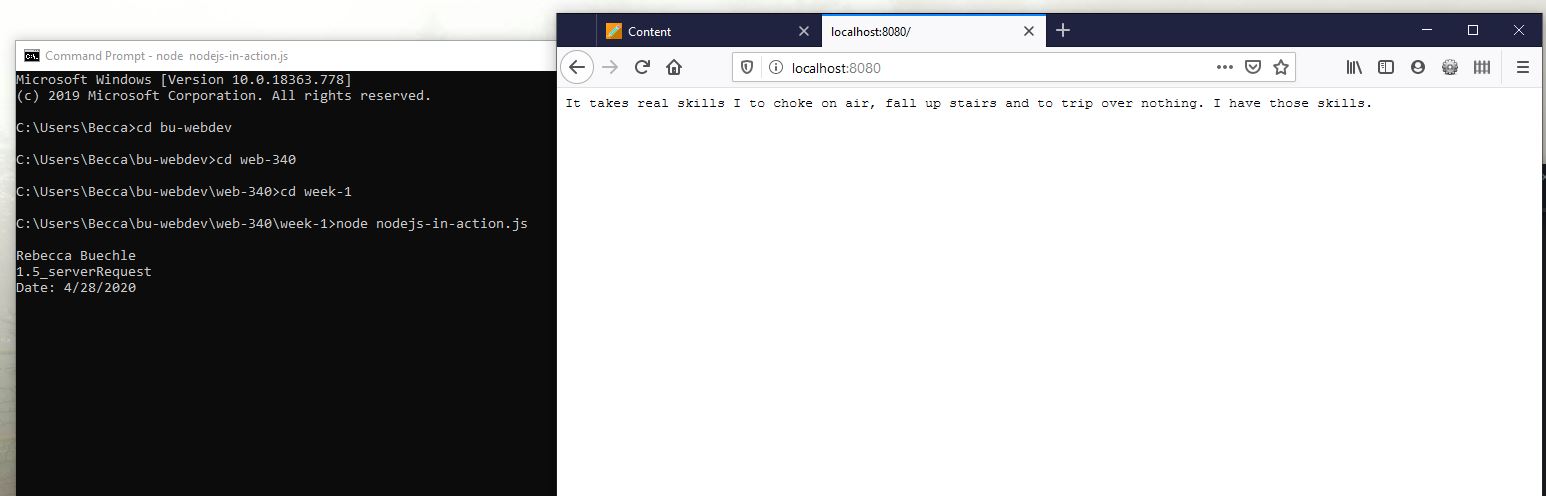 Command Prompt - node  nodejs-in-action.js
Microsoft Windows [Version 10.0.18363.778]
(c) 2019 Microsoft Corporation. All rights reserved.
C:\Users\Becca>cd bu-webdev
C:\Users\Becca\bu-webdev>cd web-340
C:\Users\Becca\bu-webdev\web-340>cd week-1
C:\Users\Becca\bu-webdev\web-340\week-1>node nodejs-in-action.js
Rebecca Buechle
1.5_serverRequest
Date: 4/28/2020
Content
localhost:8080/
localhost:8080
It takes real skills I to choke on air, fall up stairs and to trip over nothing. I have those skills.